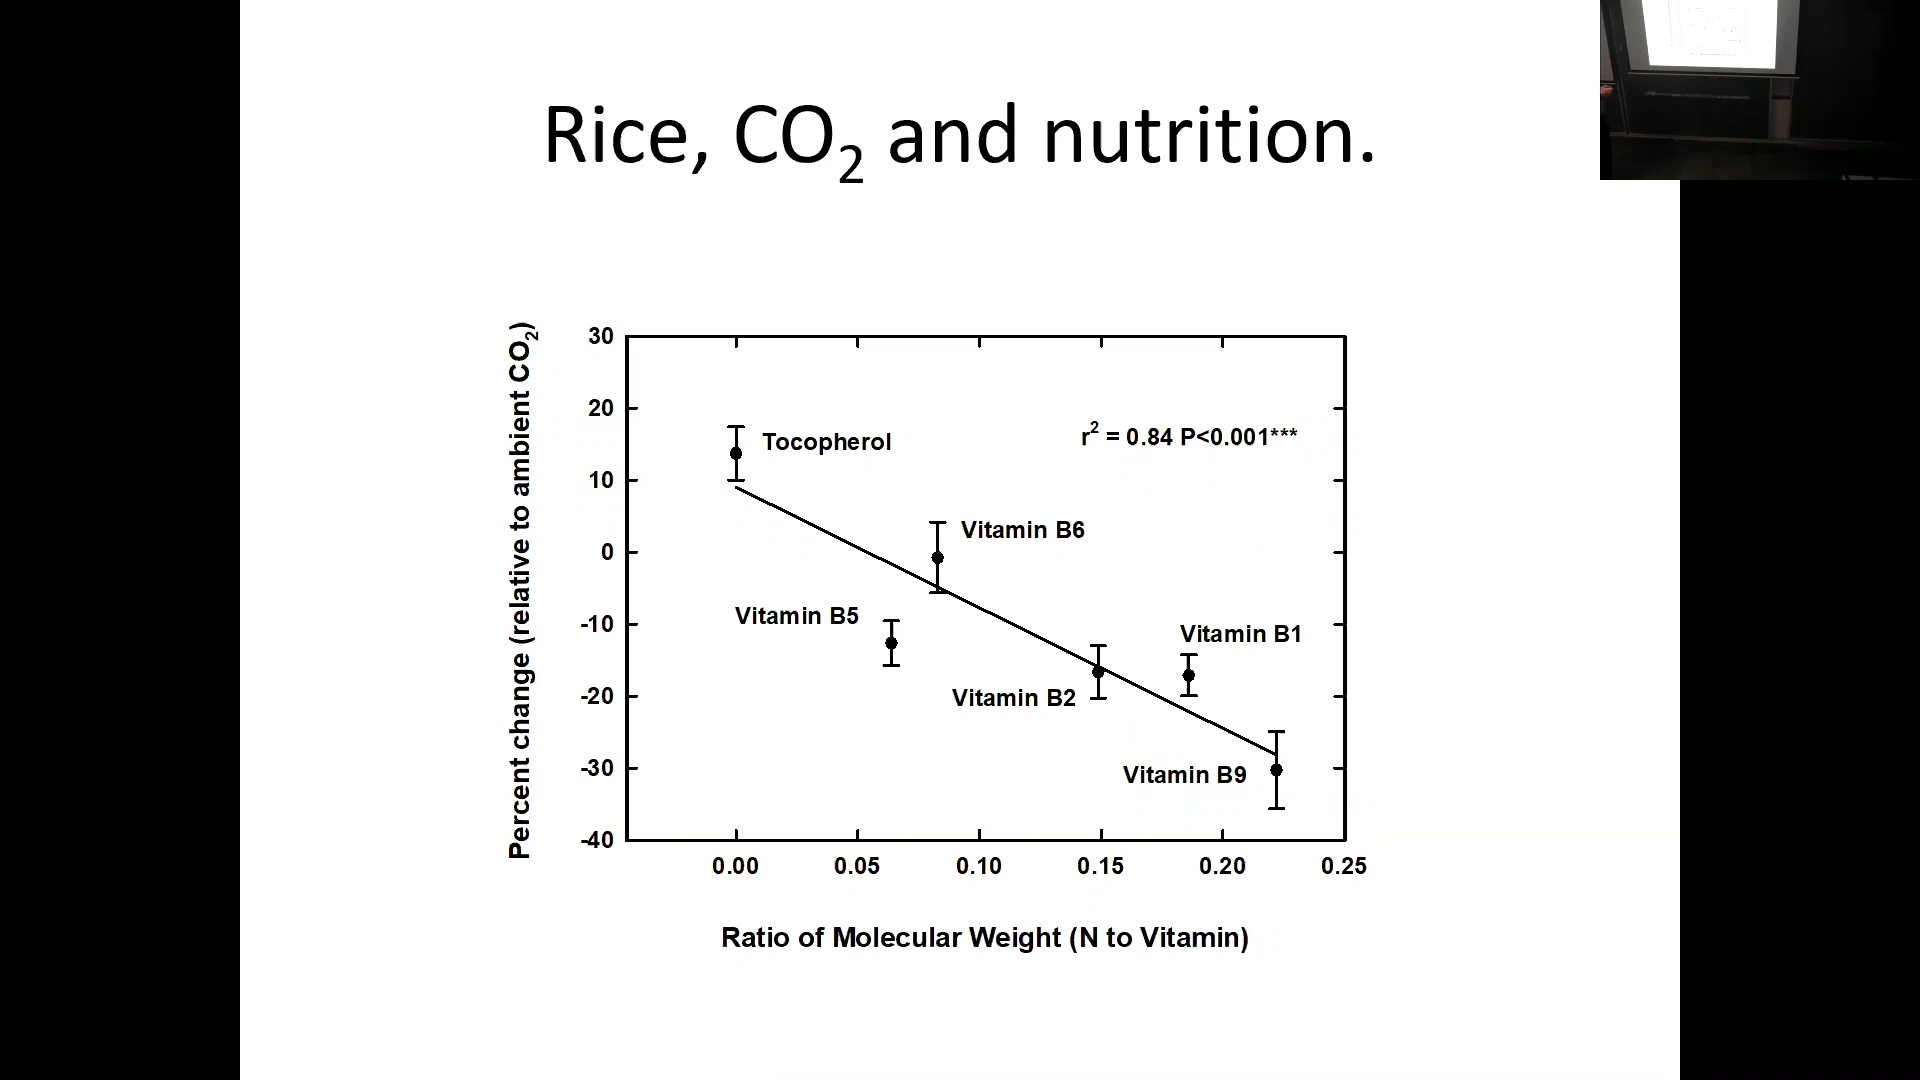 Rice, CO2 and nutrition.
Percent change (relative to ambient CO2)
30
20
10
0
-10
-20
-30
-40
Tocopherol
r2 = 0.84 P<0.001***
Vitamin B6
Vitamin B5
Vitamin B1
Vitamin B2
Vitamin B9
0.00 0.05 0.10 0.15 0.20 0.25
Ratio of Molecular Weight (N to Vitamin)